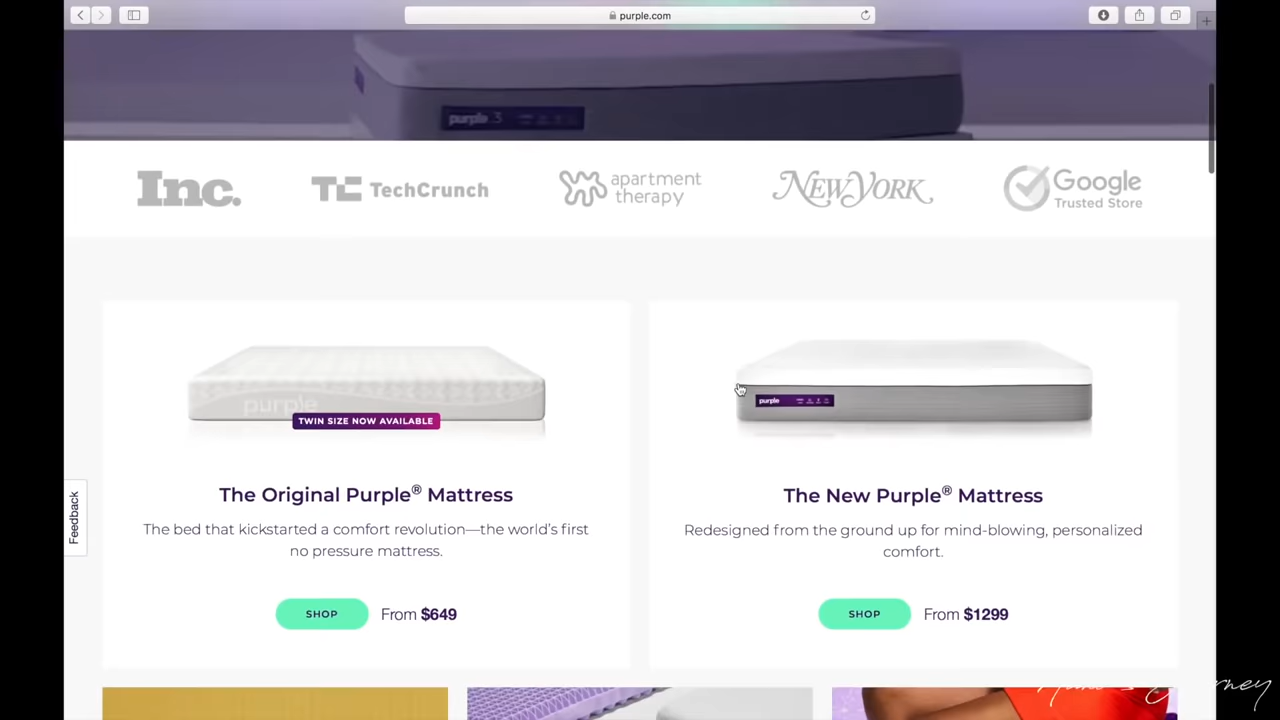 purple.com
purple.3
Inc.
TechCrunch
apartment
therapy
NEW YORK
Google
Trusted Store
purple
TWIN SIZE NOW AVAILABLE
purple
The Original Purple® Mattress
The bed that kickstarted a comfort revolution—the world's first
no pressure mattress.
SHOP From $649
The New Purple® Mattress
Redesigned from the ground up for mind-blowing, personalized
comfort.
SHOP From $1299
Feedback